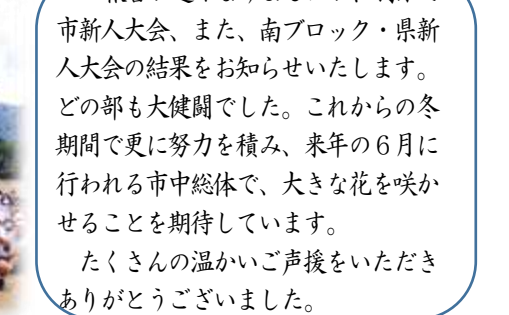 市新人大会、また、南ブロック・県新
人大会の結果をお知らせいたします。
どの部も大健闘でした。これからの冬
期間で更に努力を積み、来年の6月に
行われる市中総体で、大きな花を咲か
せることを期待しています。
たくさんの温かいご声援をいただき
ありがとうございました。